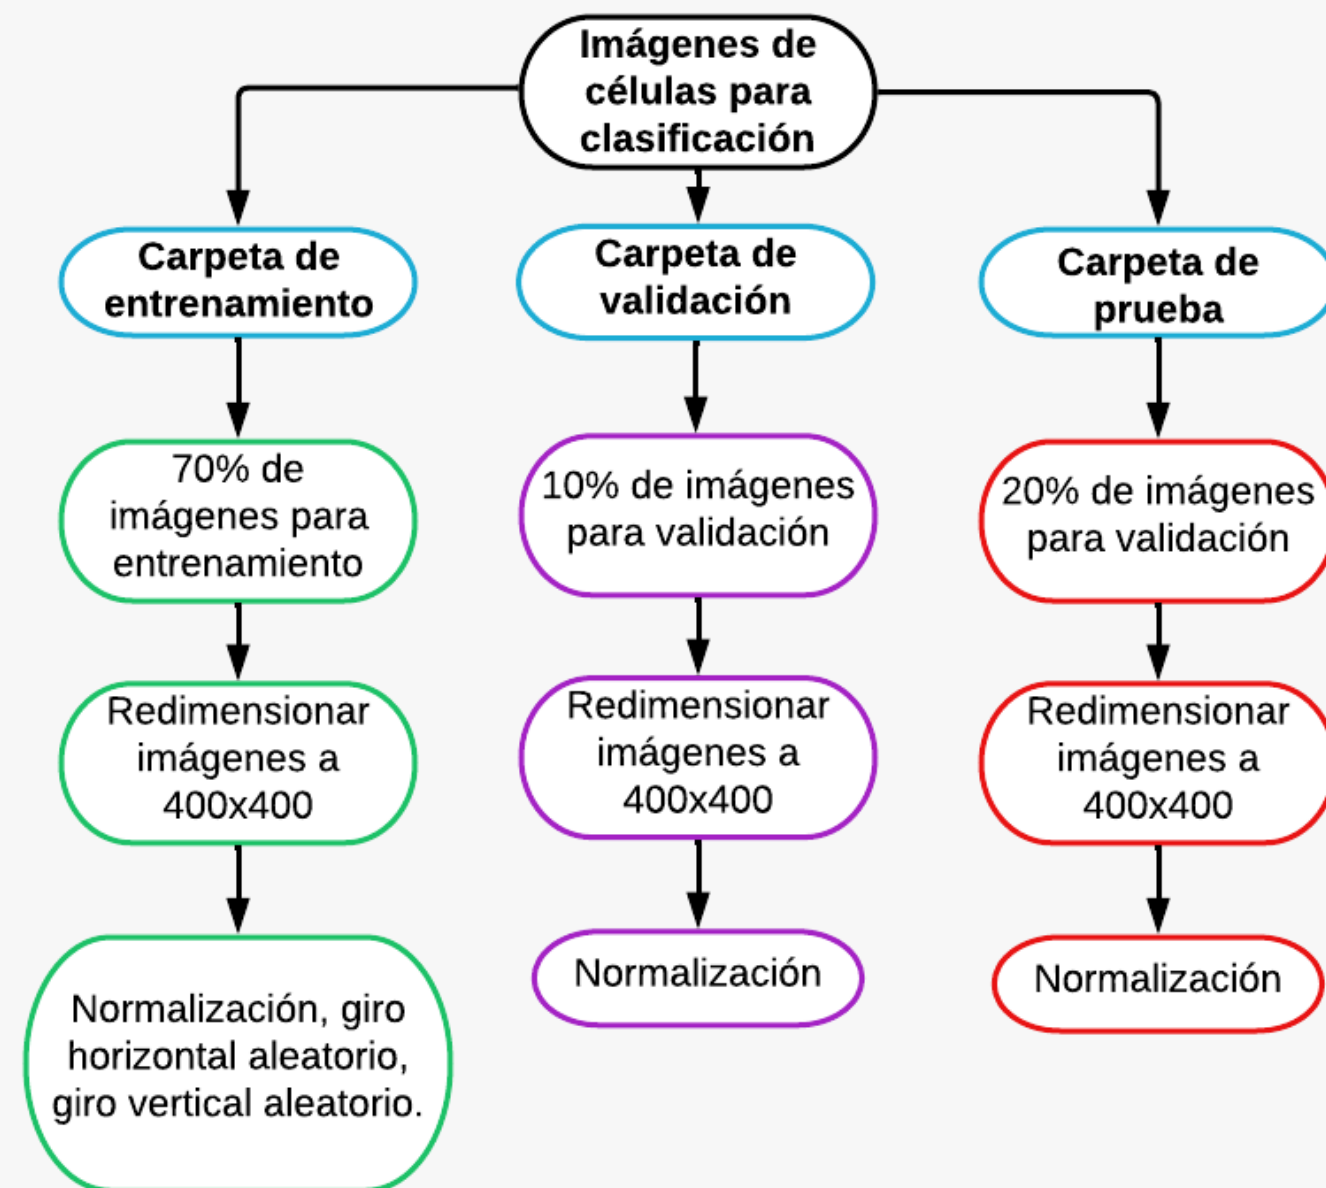 Imágenes de
células para
clasificación
Carpeta de
entrenamiento
Carpeta de
validación
Carpeta de
prueba
70% de
imágenes para
entrenamiento
10% de imágenes
para validación
20% de imágenes
para validación
Redimensionar
imágenes a
400x400
Redimensionar
imágenes a
400x400
Redimensionar
imágenes a
400x400
Normalización, giro
horizontal aleatorio,
giro vertical aleatorio.
Normalización
Normalización